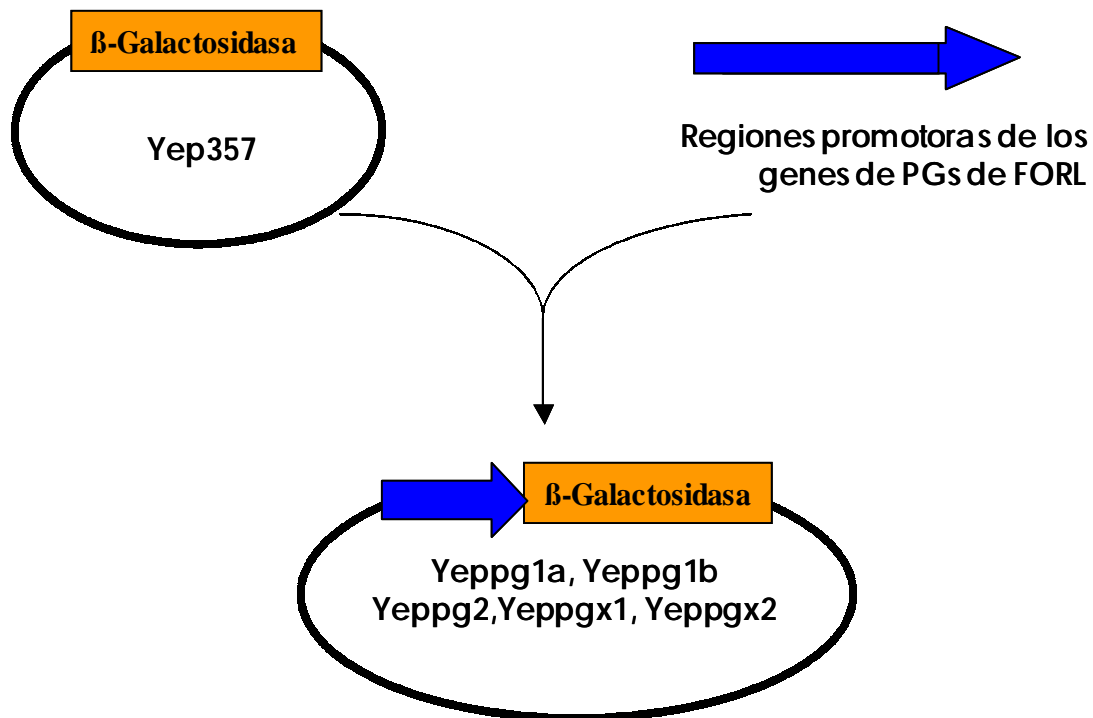 ß-Galactosidasa
Yep357
Regiones promotoras de los
genes de PGs de FORL
ß-Galactosidasa
Yeppg1a, Yeppg1b
Yeppg2,Yeppgx1, Yeppgx2